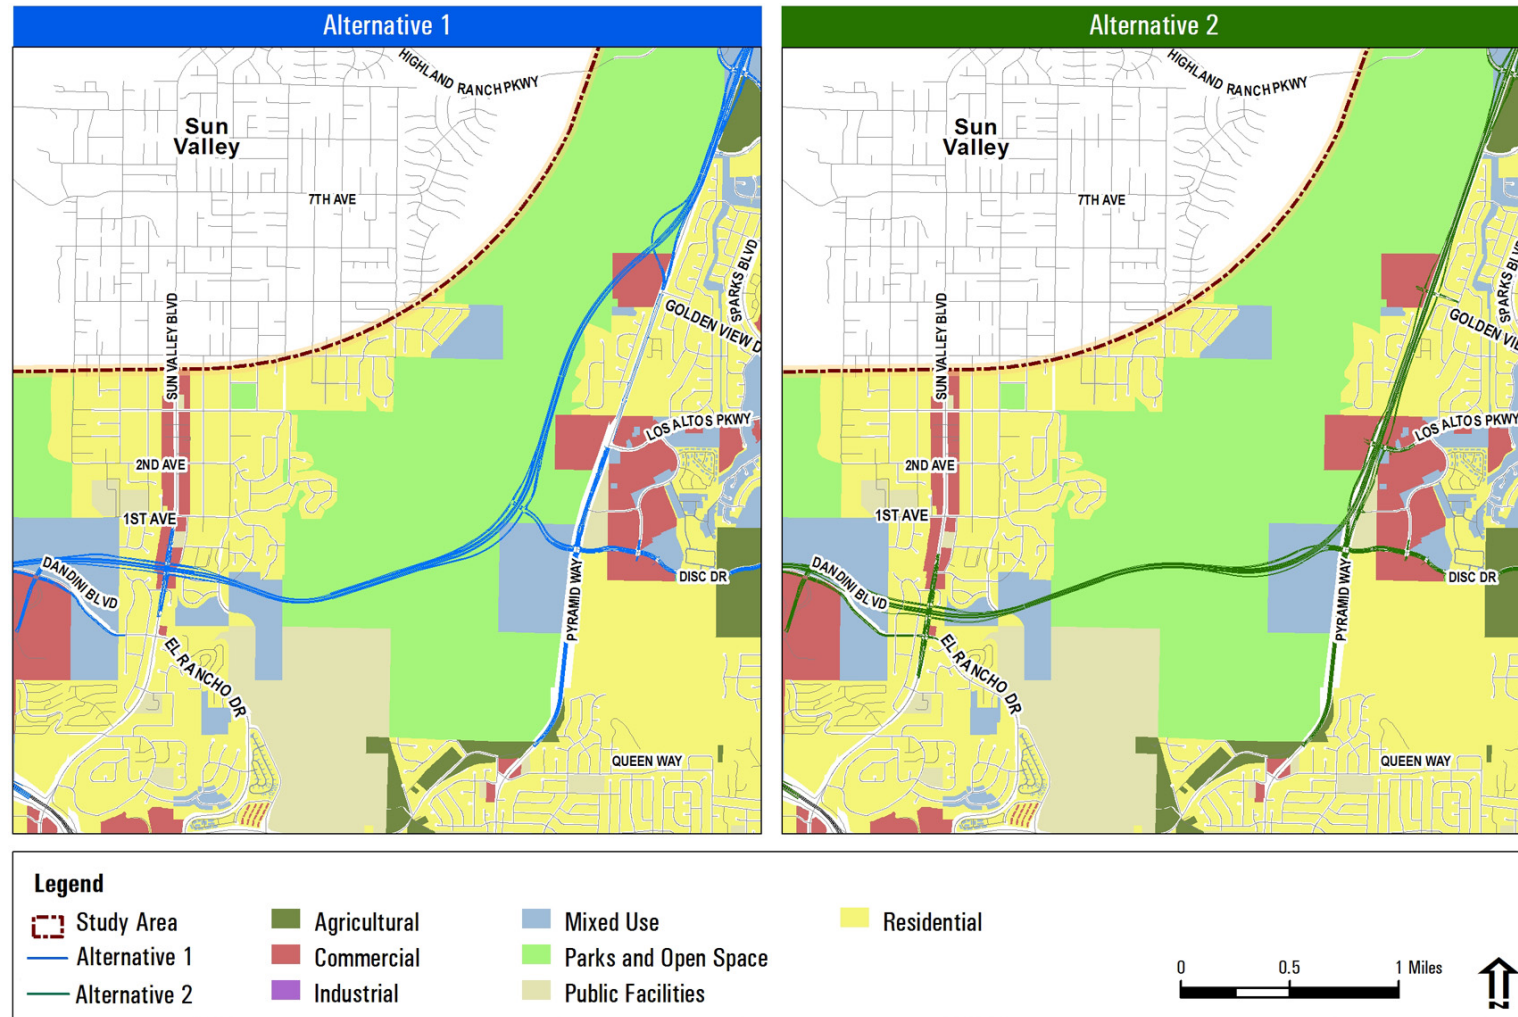 Alternative 1
Alternative 2
HIGHLAND RANCH PKWY
Sun
Valley
7TH AVE
SPARKS BLVD
GOLDEN VIEW D
SUN VALLEY BLVD
LOS ALTOS PKWY
2ND AVE
1ST AVE
DANDINI BLVD
DISC DR
PYRAMID WAY
EL RANCHO DR
QUEEN WAY
HIGHLAND RANCH PKWY
Sun
Valley
7TH AVE
SPARKS BLV
GOLDEN VIE
SUN VALLEY BLVD
LOS ALTOS PKWY
2ND AVE
1ST AVE
DANDINI BLVD
DISC DR
PYRAMID WAY
EL RANCHO DR
QUEEN WAY
Legend
Study Area
Alternative 1
Alternative 2
Agricultural
Commercial
Industrial
Mixed Use
Parks and Open Space
Public Facilities
Residential
0 0.5 1 Miles
N